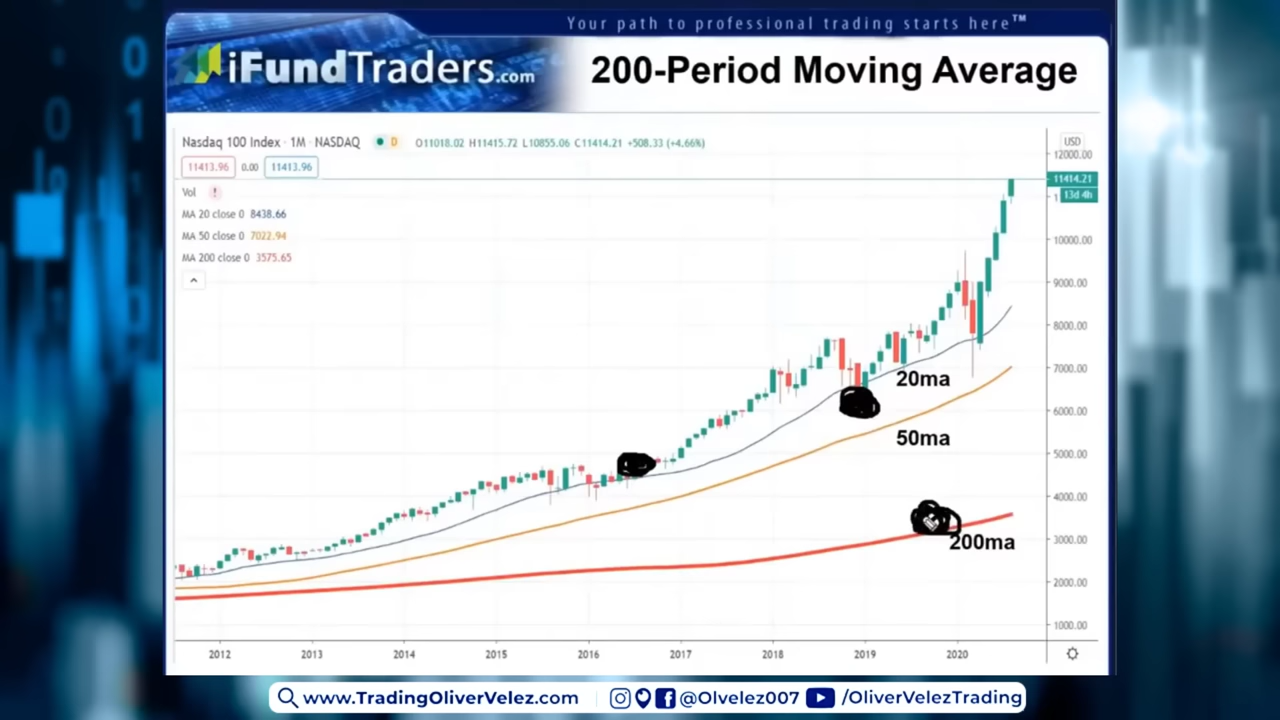 Your path to professional trading starts here™
iFundTraders.com
200-Period Moving Average
Nasdaq 100 Index · 1M · NASDAQ D O11018.02 H11415.72 L10855.06 C11414.21 +508.33 (+4.66%)
USD
11413.96 0.00 11413.96
12000.00
11414.21
13d 4h
Vol !
MA 20 close 0 8438.66
MA 50 close 0 7022.94
MA 200 close 0 3575.65
10000.00
9000.00
8000.00
7000.00
20ma
6000.00
50ma
5000.00
4000.00
200ma
3000.00
2000.00
1000.00
2012 2013 2014 2015 2016 2017 2018 2019 2020
www.TradingOliverVelez.com @Olvelez007 /OliverVelezTrading